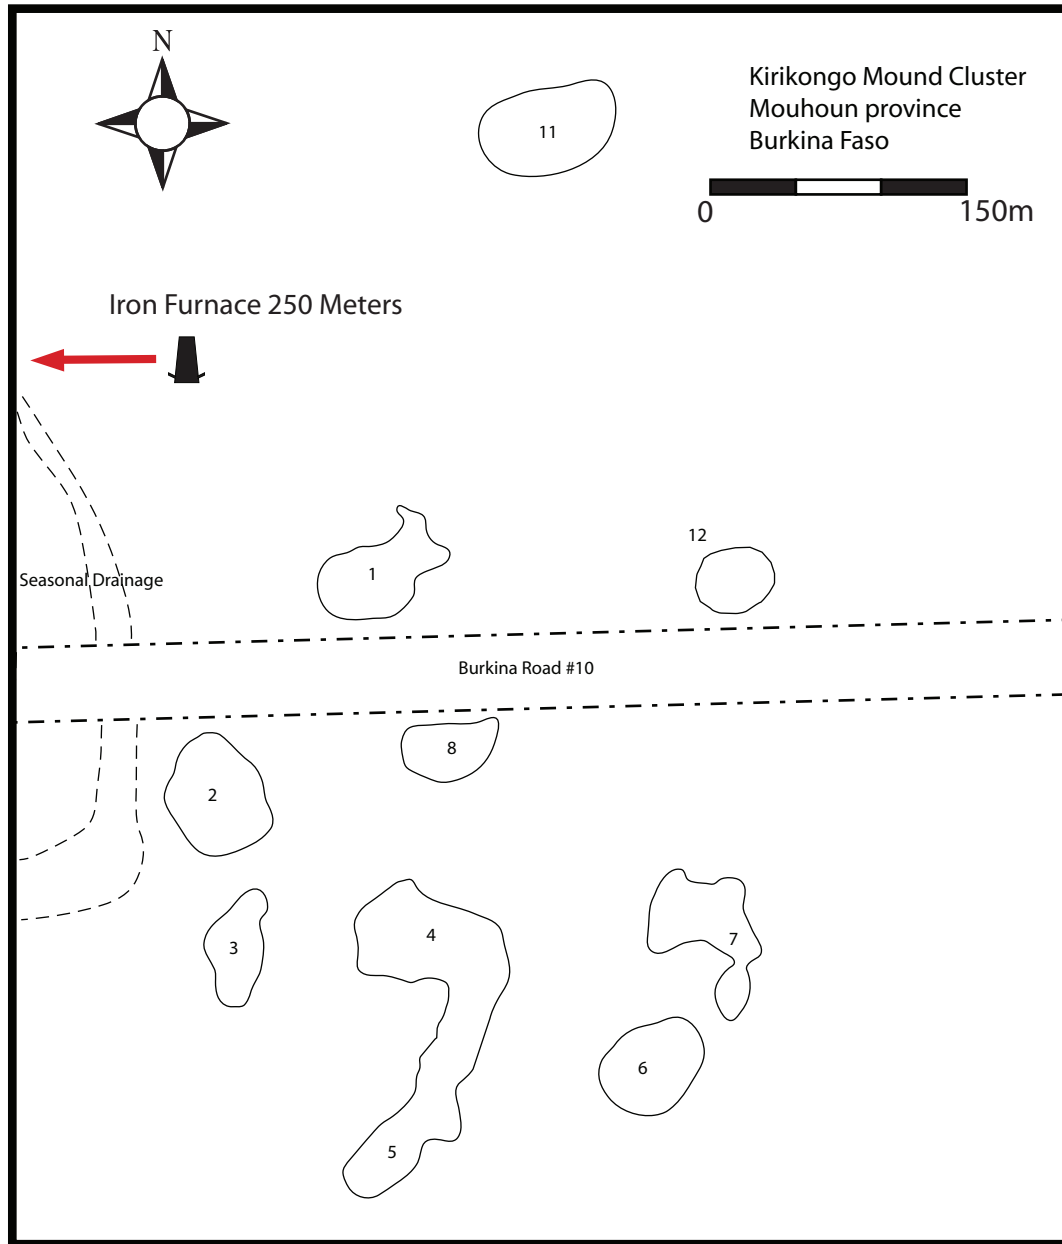 N
Kirikongo Mound Cluster
Mouhoun province
Burkina Faso
0
150m
11
Iron Furnace 250 Meters
12
1
Seasonal Drainage
Burkina Road #10
8
2
4
7
3
6
5